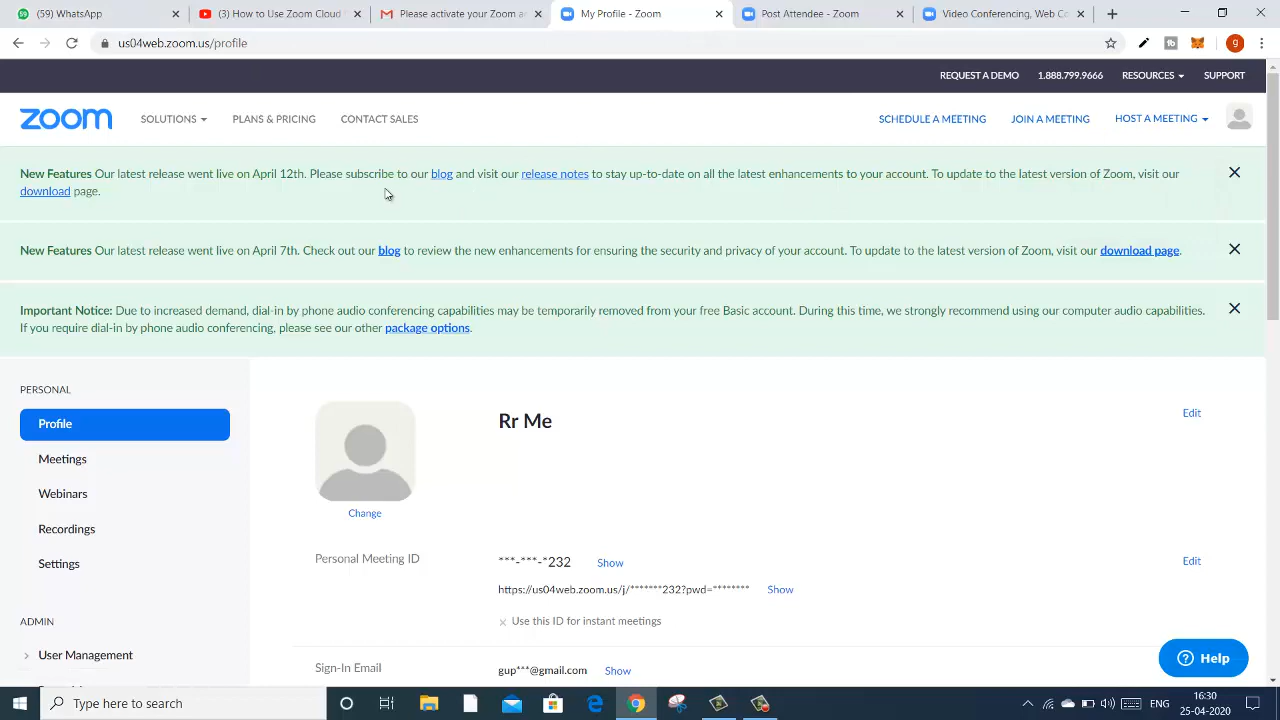 (59) WhatsApp
(3) How to Use Zoom Cloud
Please activate your Zoom ac
My Profile - Zoom
Post Attendee - Zoom
Video Conferencing, Web Co
us04web.zoom.us/profile
REQUEST A DEMO
1.888.799.9666
RESOURCES
SUPPORT
zoom
SOLUTIONS
PLANS & PRICING
CONTACT SALES
SCHEDULE A MEETING
JOIN A MEETING
HOST A MEETING
New Features Our latest release went live on April 12th. Please subscribe to our blog and visit our release notes to stay up-to-date on all the latest enhancements to your account. To update to the latest version of Zoom, visit our
download page.
New Features Our latest release went live on April 7th. Check out our blog to review the new enhancements for ensuring the security and privacy of your account. To update to the latest version of Zoom, visit our download page.
Important Notice: Due to increased demand, dial-in by phone audio conferencing capabilities may be temporarily removed from your free Basic account. During this time, we strongly recommend using our computer audio capabilities.
If you require dial-in by phone audio conferencing, please see our other package options.
PERSONAL
Profile
Meetings
Webinars
Recordings
Settings
ADMIN
User Management
Rr Me
Edit
Change
Personal Meeting ID
***-***-*232
Show
Edit
https://us04web.zoom.us/j/*******232?pwd=********
Show
Use this ID for instant meetings
Sign-In Email
gup***@gmail.com
Show
Help
Type here to search
ENG
16:30
25-04-2020